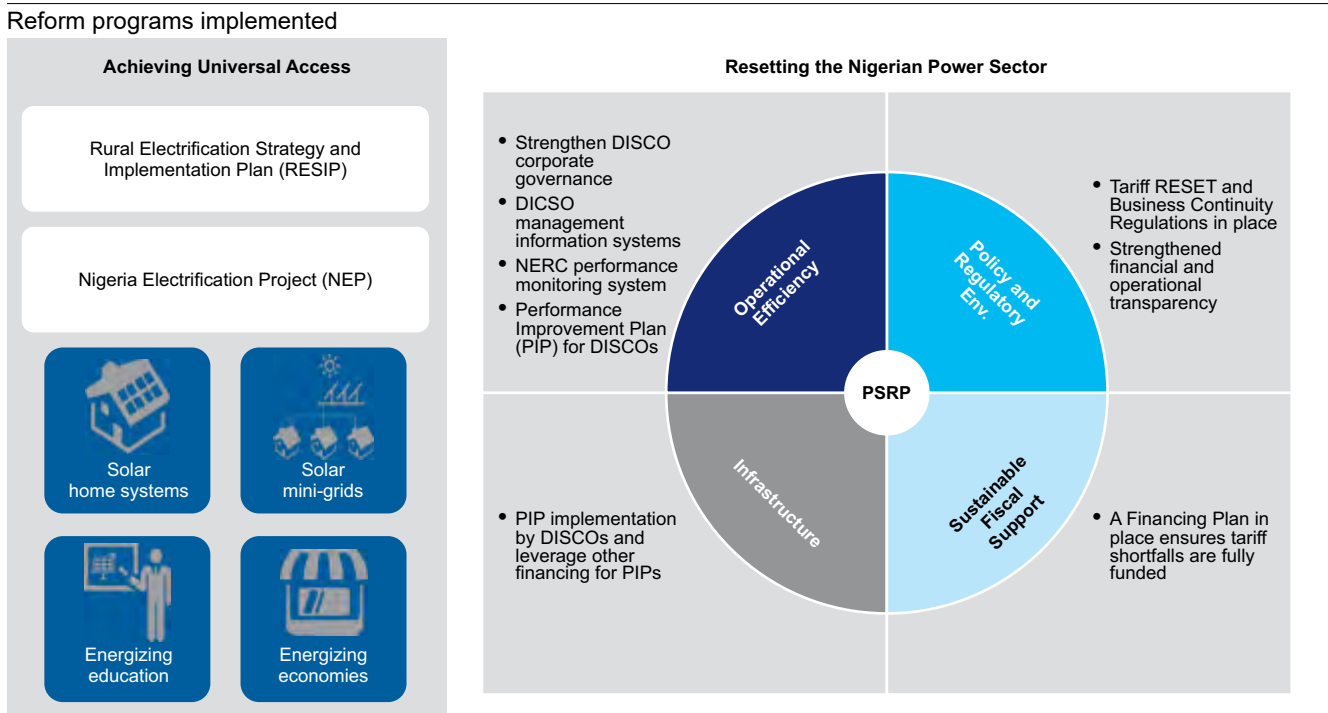 Reform programs implemented
Achieving Universal Access
Rural Electrification Strategy and
Implementation Plan (RESIP)
Nigeria Electrification Project (NEP)
Solar
home systems
Solar
mini-grids
Energizing
education
Energizing
economies
Resetting the Nigerian Power Sector
• Strengthen DISCO
corporate
governance
• DICSO
management
information systems
• NERC performance
monitoring system
• Performance
Improvement Plan
(PIP) for DISCOs
Operational
Efficiency
Policy and
Regulatory
Env.
• Tariff RESET and
Business Continuity
Regulations in place
• Strengthened
financial and
operational
transparency
PSRP
• PIP implementation
by DISCOs and
leverage other
financing for PIPs
Infrastructure
Sustainable
Fiscal
Support
• A Financing Plan in
place ensures tariff
shortfalls are fully
funded